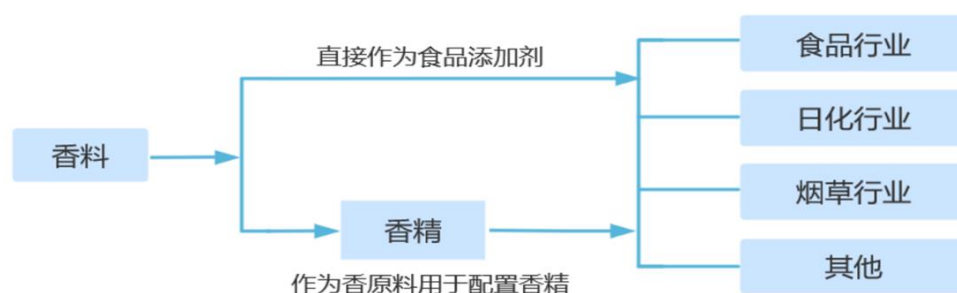 直接作为食品添加剂
食品行业
日化行业
香料
烟草行业
香精
其他
作为香原料用于配置香精